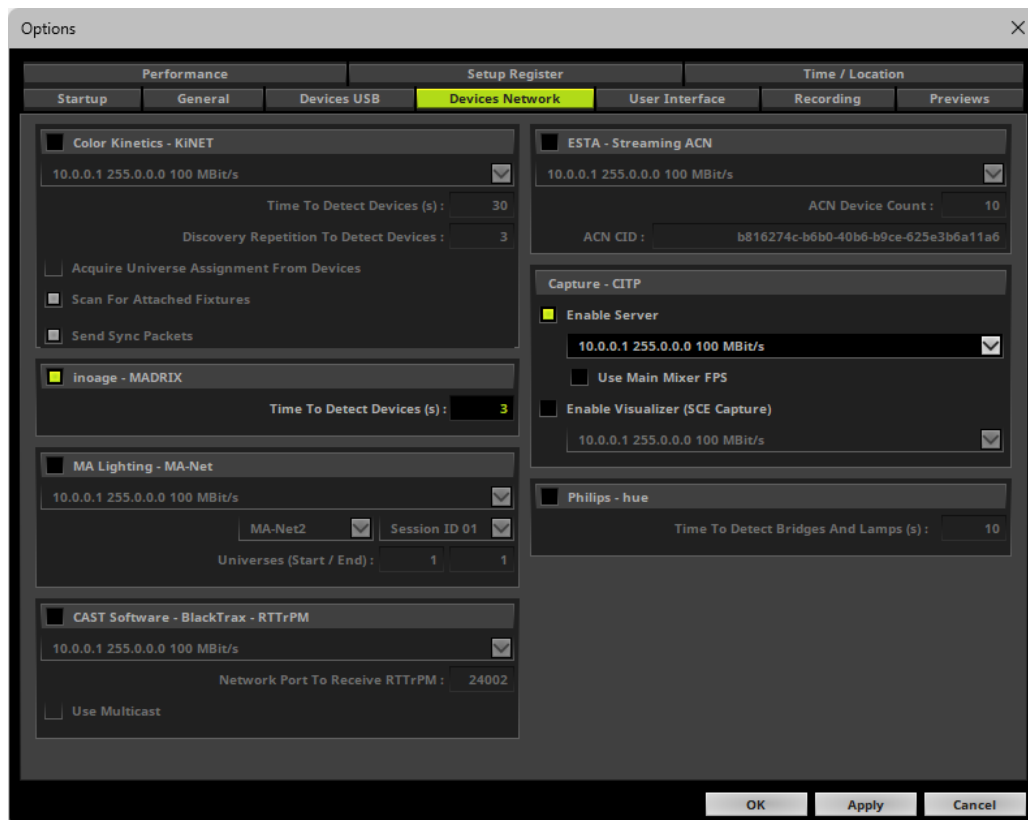 Options
Performance Setup Register Time / Location
Startup General Devices USB Devices Network User Interface Recording Previews
Color Kinetics - KiNET
10.0.0.1 255.0.0.0 100 MBit/s
Time To Detect Devices (s) : 30
Discovery Repetition To Detect Devices : 3
Acquire Universe Assignment From Devices
Scan For Attached Fixtures
Send Sync Packets
inoage - MADRIX
Time To Detect Devices (s) : 3
MA Lighting - MA-Net
10.0.0.1 255.0.0.0 100 MBit/s
MA-Net2 Session ID 01
Universes (Start / End) : 1 1
CAST Software - BlackTrax - RTTrPM
10.0.0.1 255.0.0.0 100 MBit/s
Network Port To Receive RTTrPM : 24002
Use Multicast
ESTA - Streaming ACN
10.0.0.1 255.0.0.0 100 MBit/s
ACN Device Count : 10
ACN CID : b816274c-b6b0-40b6-b9ce-625e3b6a11a6
Capture - CITP
Enable Server
10.0.0.1 255.0.0.0 100 MBit/s
Use Main Mixer FPS
Enable Visualizer (SCE Capture)
10.0.0.1 255.0.0.0 100 MBit/s
Philips - hue
Time To Detect Bridges And Lamps (s) : 10
OK Apply Cancel